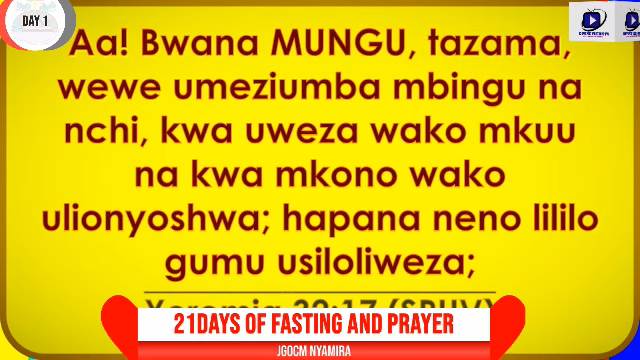 DAY 1
Aa! Bwana MUNGU, tazama,
wewe umeziumba mbingu na
nchi, kwa uweza wako mkuu
na kwa mkono wako
ulionyoshwa; hapana neno lililo
gumu usiloliweza;
21DAYS OF FASTING AND PRAYER
JGOCM NYAMIRA